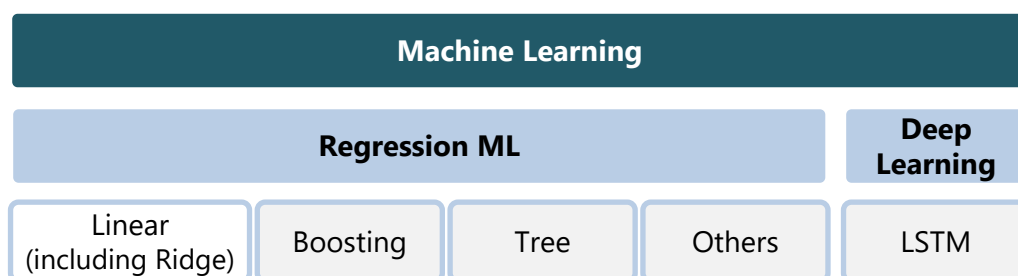 Machine Learning
Regression ML
Deep
Learning
Linear
(including Ridge)
Boosting
Tree
Others
LSTM